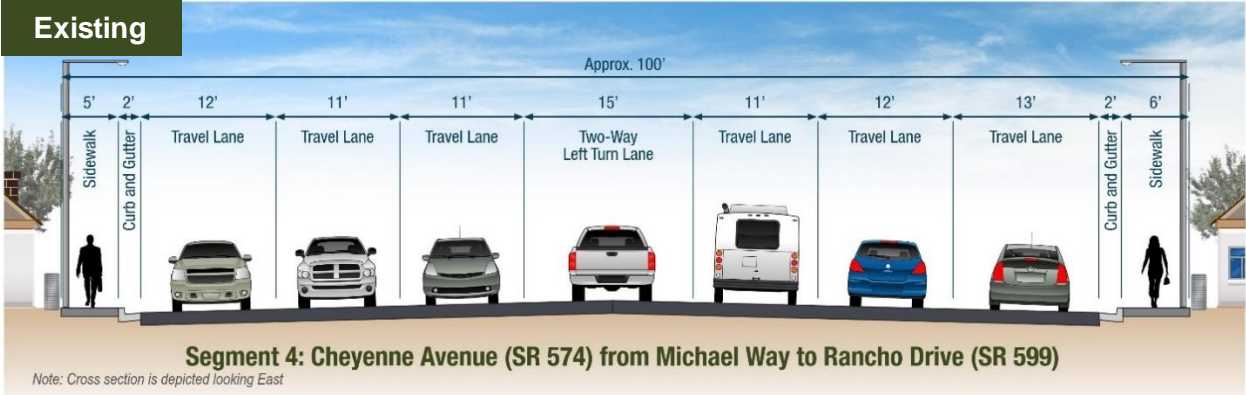 Existing
Approx. 100'
5'
2'
12'
11'
11'
15'
11'
12'
13'
2'
6'
Sidewalk
Curb and Gutter
Travel Lane
Travel Lane
Travel Lane
Two-Way
Left Turn Lane
Travel Lane
Travel Lane
Travel Lane
Curb and Gutter
Sidewalk
Segment 4: Cheyenne Avenue (SR 574) from Michael Way to Rancho Drive (SR 599)
Note: Cross section is depicted looking East